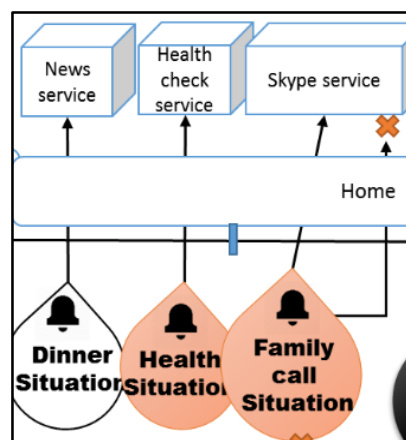 News
service
Health
check
service
Skype service
Home
Dinner
Situation
Health
Situation
Family
call
Situation